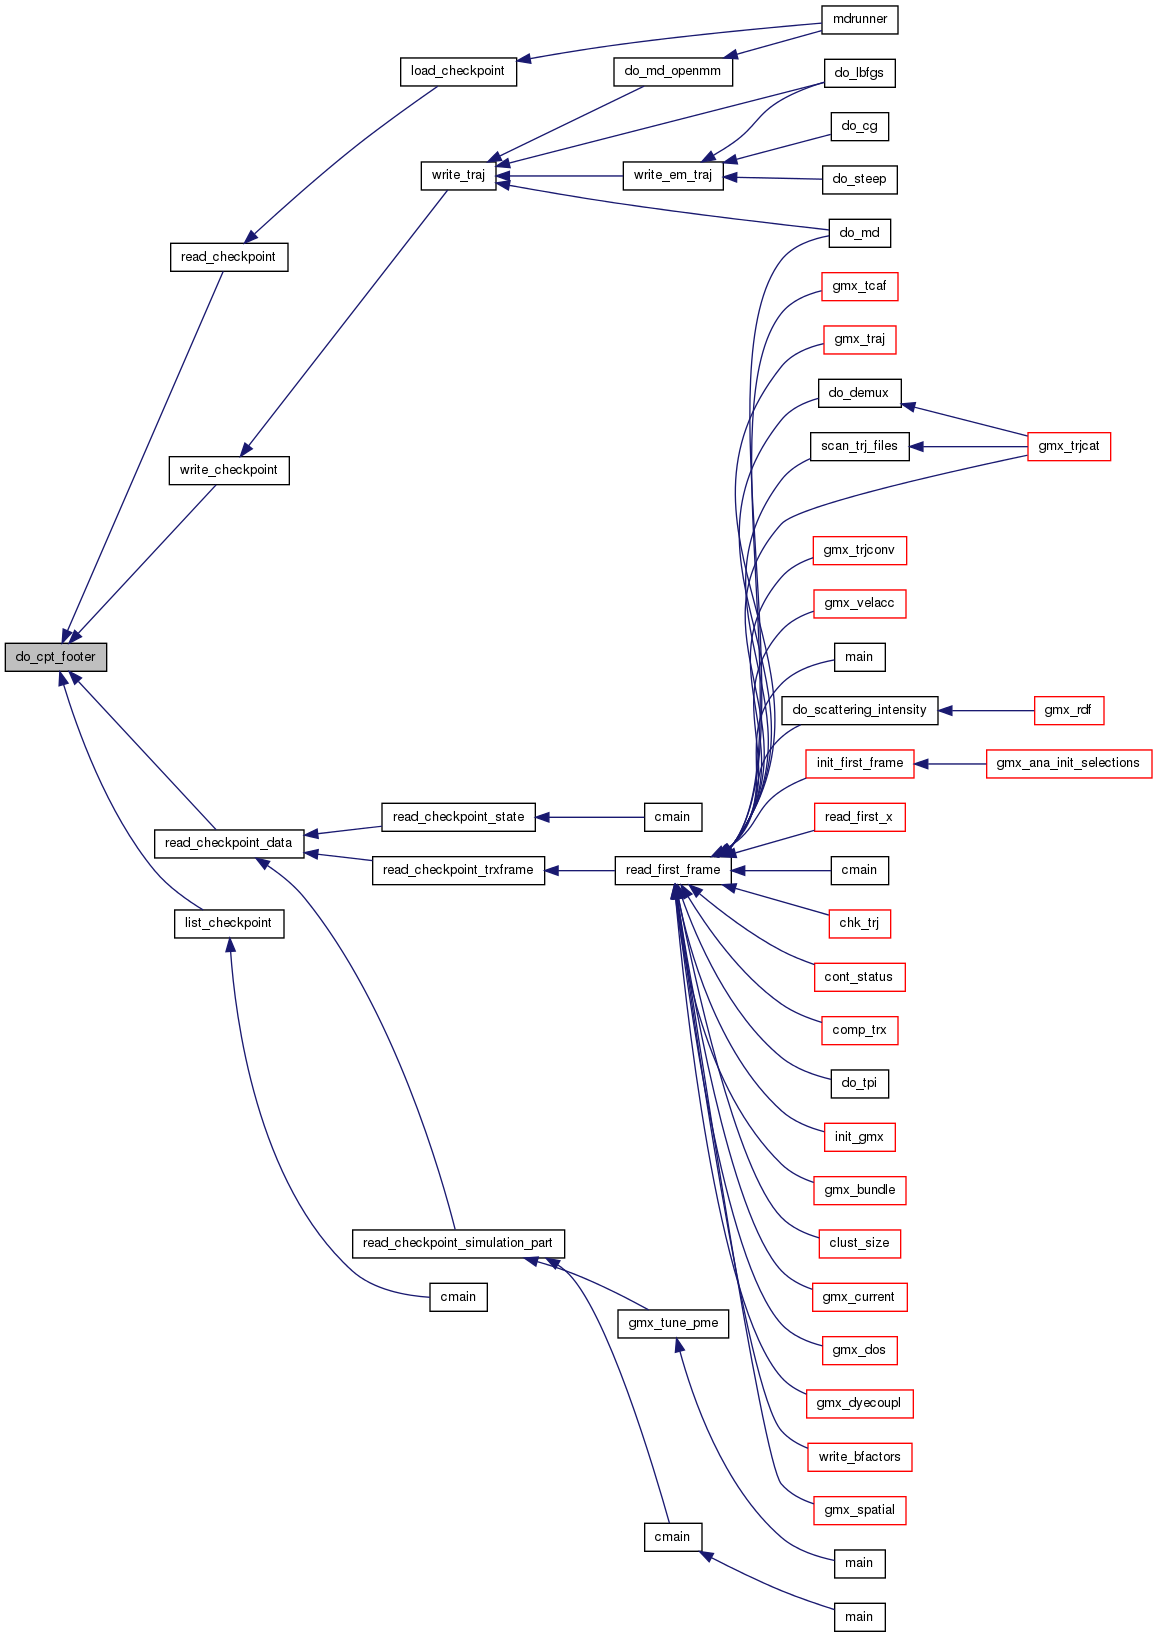 mdrunner
load_checkpoint
do_md_openmm
do_lbfgs
do_cg
write_traj
write_em_traj
do_steep
do_md
read_checkpoint
gmx_tcaf
gmx_traj
do_demux
scan_trj_files
gmx_trjcat
write_checkpoint
gmx_trjconv
gmx_velacc
do_cpt_footer
main
do_scattering_intensity
gmx_rdf
init_first_frame
gmx_ana_init_selections
read_checkpoint_state
cmain
read_first_x
read_checkpoint_data
read_checkpoint_trxframe
read_first_frame
cmain
list_checkpoint
chk_trj
cont_status
comp_trx
do_tpi
init_gmx
gmx_bundle
read_checkpoint_simulation_part
clust_size
cmain
gmx_current
gmx_tune_pme
gmx_dos
gmx_dyecoupl
write_bfactors
gmx_spatial
cmain
main
main